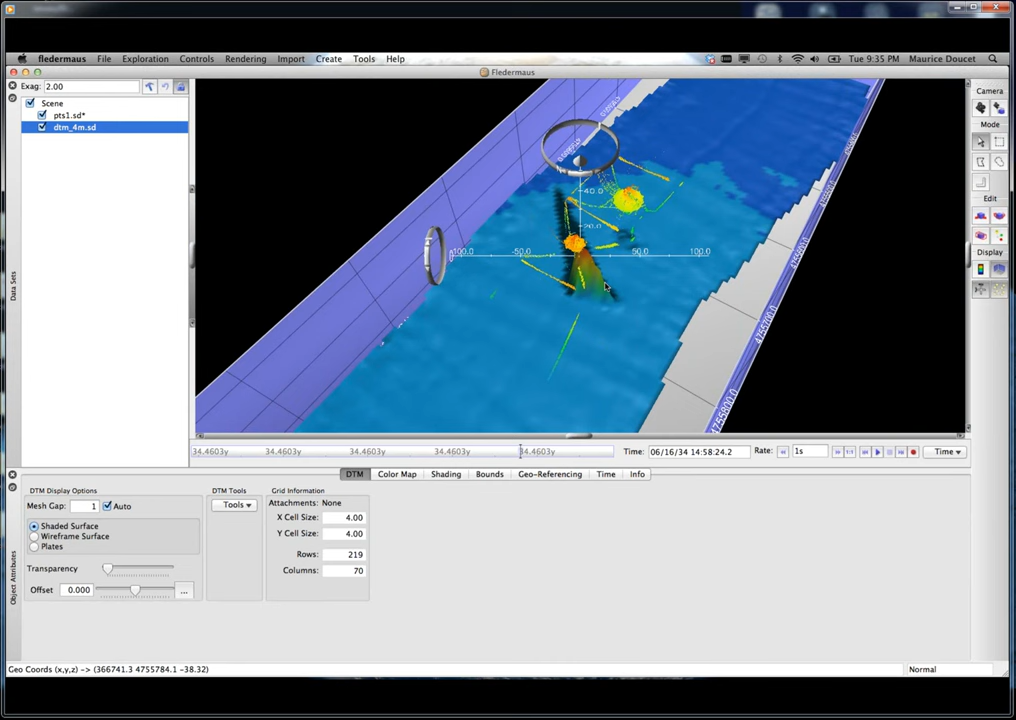 fledermaus File Exploration Controls Rendering Import Create Tools Help Tue 9:35 PM Maurice Doucet
Fledermaus
Exag: 2.00
Scene
pts1.sd*
dtm_4m.sd
Data Sets
40.0
20.0
-100.0 -50.0 50.0 100.0
4755700.0
4755800.0
Camera
Mode
Edit
Display
34.4603y 34.4603y 34.4603y 34.4603y 34.4603y Time: 06/16/34 14:58:24.2 Rate: 1s Time
DTM Color Map Shading Bounds Geo-Referencing Time Info
Object Attributes
DTM Display Options
Mesh Gap: 1 Auto
Shaded Surface
Wireframe Surface
Plates
Transparency
Offset 0.000 ...
DTM Tools
Tools
Grid Information
Attachments: None
X Cell Size: 4.00
Y Cell Size: 4.00
Rows: 219
Columns: 70
Geo Coords (x,y,z) -> (366741.3 4755784.1 -38.32) Normal